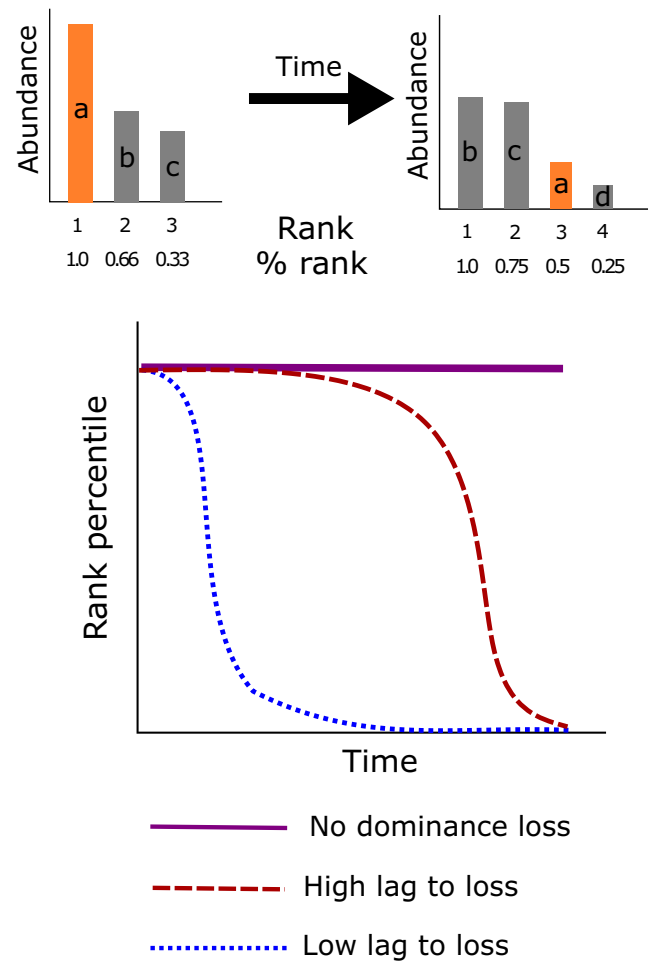 Abundance
a
b
c
1 2 3
1.0 0.66 0.33
Time
Rank
% rank
Abundance
b
c
a
d
1 2 3 4
1.0 0.75 0.5 0.25
Rank percentile
Time
No dominance loss
High lag to loss
Low lag to loss